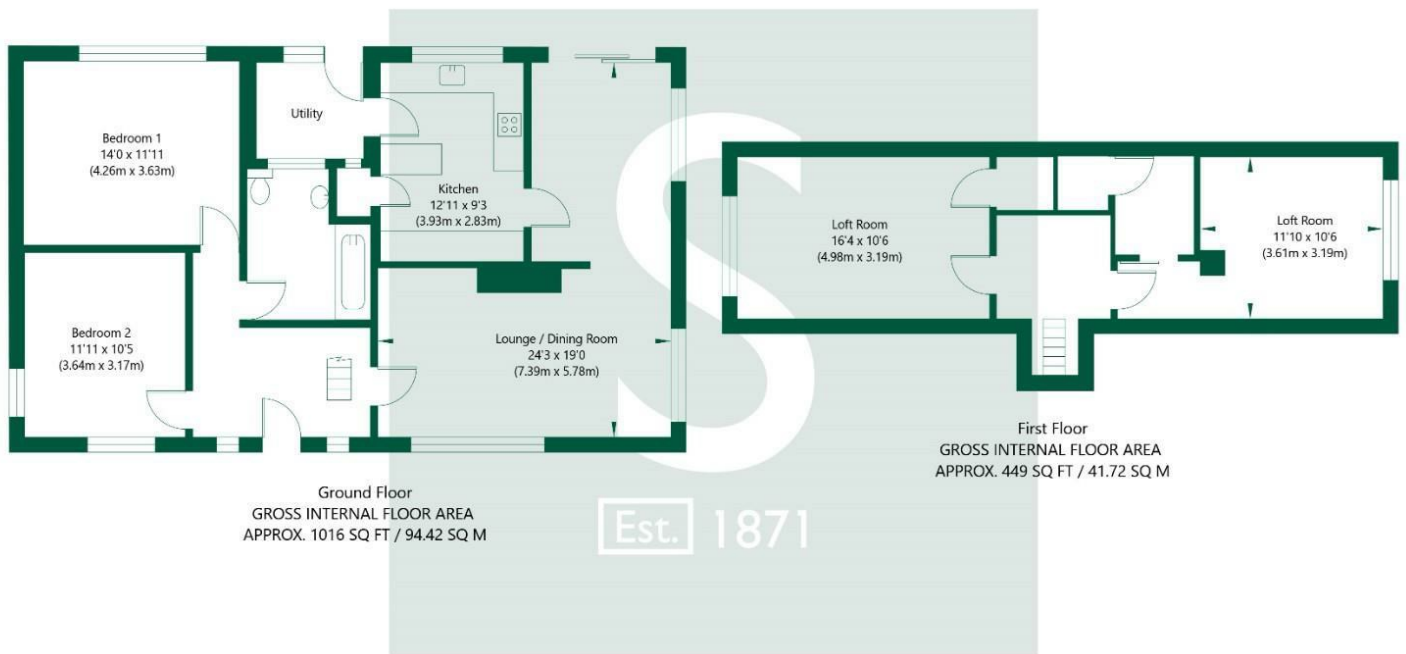 Bedroom 1
14'0 x 11'11
(4.26m x 3.63m)
Utility
Kitchen
12'11 x 9'3
(3.93m x 2.83m)
Bedroom 2
11'11 x 10'5
(3.64m x 3.17m)
Lounge / Dining Room
24'3 x 19'0
(7.39m x 5.78m)
Ground Floor
GROSS INTERNAL FLOOR AREA
APPROX. 1016 SQ FT / 94.42 SQ M
Loft Room
16'4 x 10'6
(4.98m x 3.19m)
Loft Room
11'10 x 10'6
(3.61m x 3.19m)
First Floor
GROSS INTERNAL FLOOR AREA
APPROX. 449 SQ FT / 41.72 SQ M
S
Est. 1871